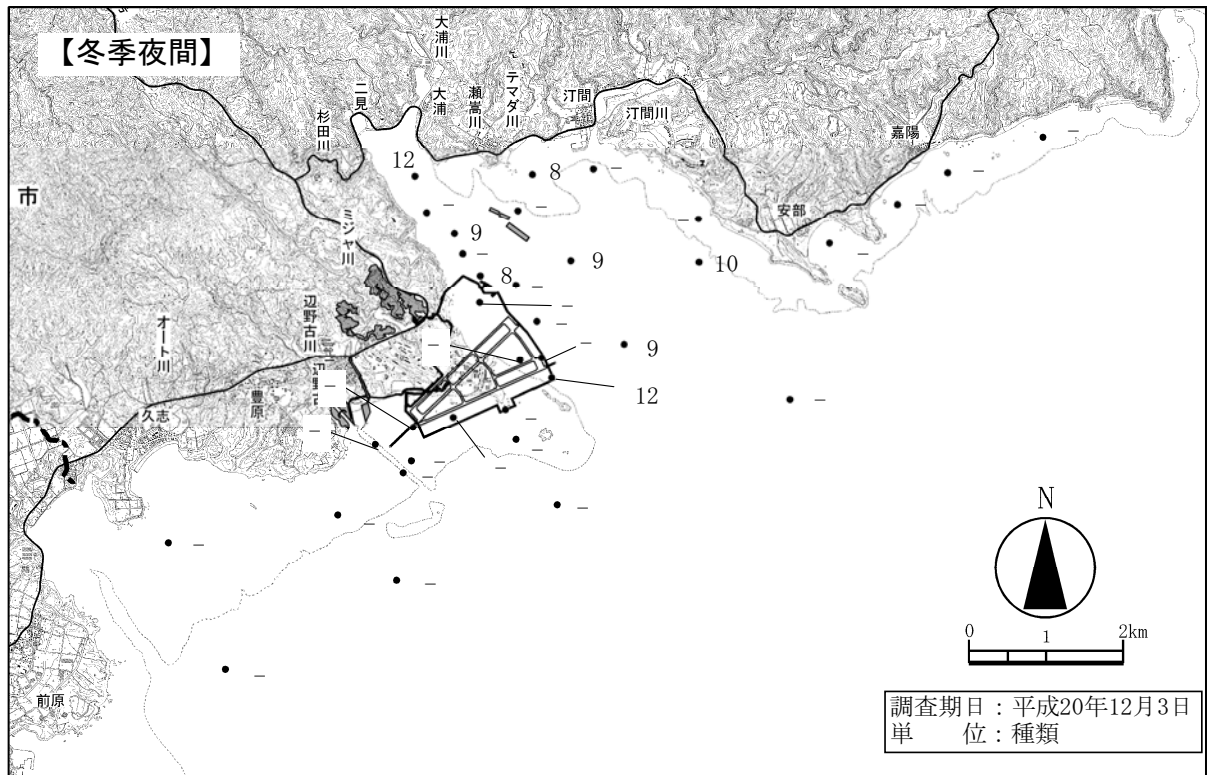 【冬季夜間】
大浦川
二見
大浦
瀬嵩川
テマダ川
汀間
汀間川
杉田川
嘉陽
市
12
8
－
－
－
－
－
－
安部
ミジャ川
9
－
－
9
10
－
8
－
－
辺野古川
－
オート川
－
－
9
辺野古
－
12
－
豊原
久志
－
－
－
－
－
－
－
－
－
－
－
前原
N
0 1 2km
調査期日：平成20年12月3日
単　　位：種類